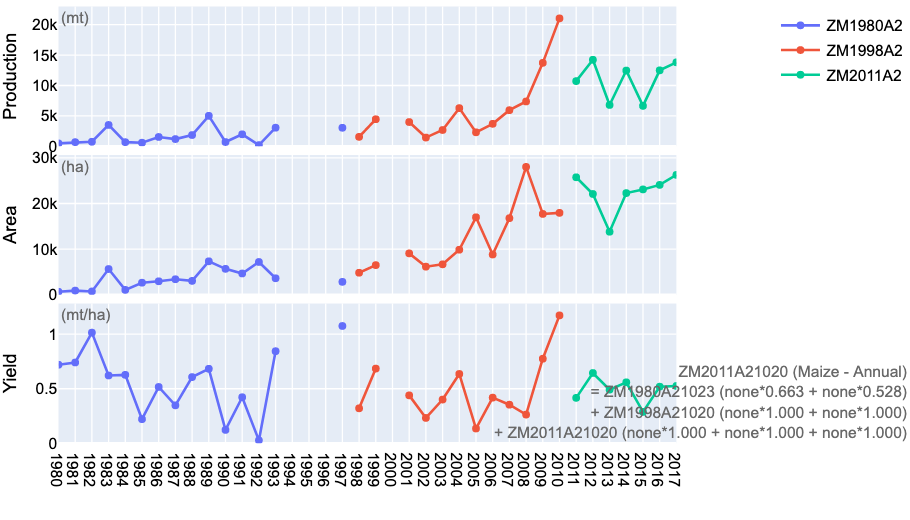 Production
(mt)
20k
15k
10k
5k
0
ZM1980A2
ZM1998A2
ZM2011A2
Area
(ha)
30k
20k
10k
0
Yield
(mt/ha)
1
0.5
0
ZM2011A21020 (Maize - Annual)
= ZM1980A21023 (none*0.663 + none*0.528)
+ ZM1998A21020 (none*1.000 + none*1.000)
+ ZM2011A21020 (none*1.000 + none*1.000 + none*1.000)
1980
1981
1982
1983
1984
1985
1986
1987
1988
1989
1990
1991
1992
1993
1994
1995
1996
1997
1998
1999
2000
2001
2002
2003
2004
2005
2006
2007
2008
2009
2010
2011
2012
2013
2014
2015
2016
2017